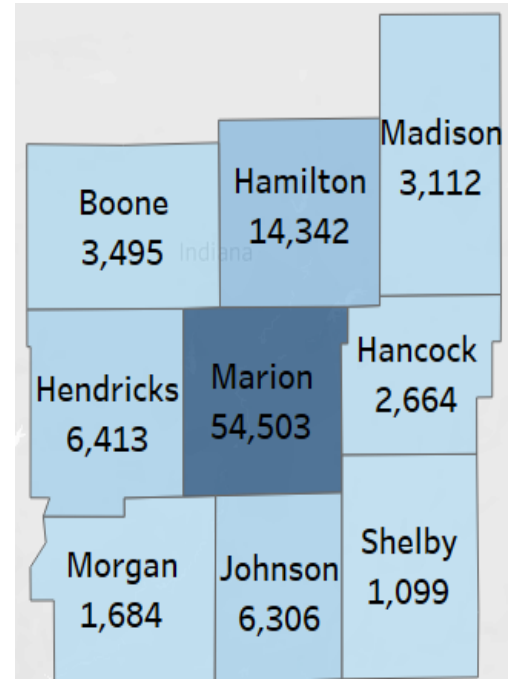 Madison
3,112
Hamilton
14,342
Boone
3,495
Indiana
Hancock
2,664
Marion
54,503
Hendricks
6,413
Shelby
1,099
Morgan
1,684
Johnson
6,306